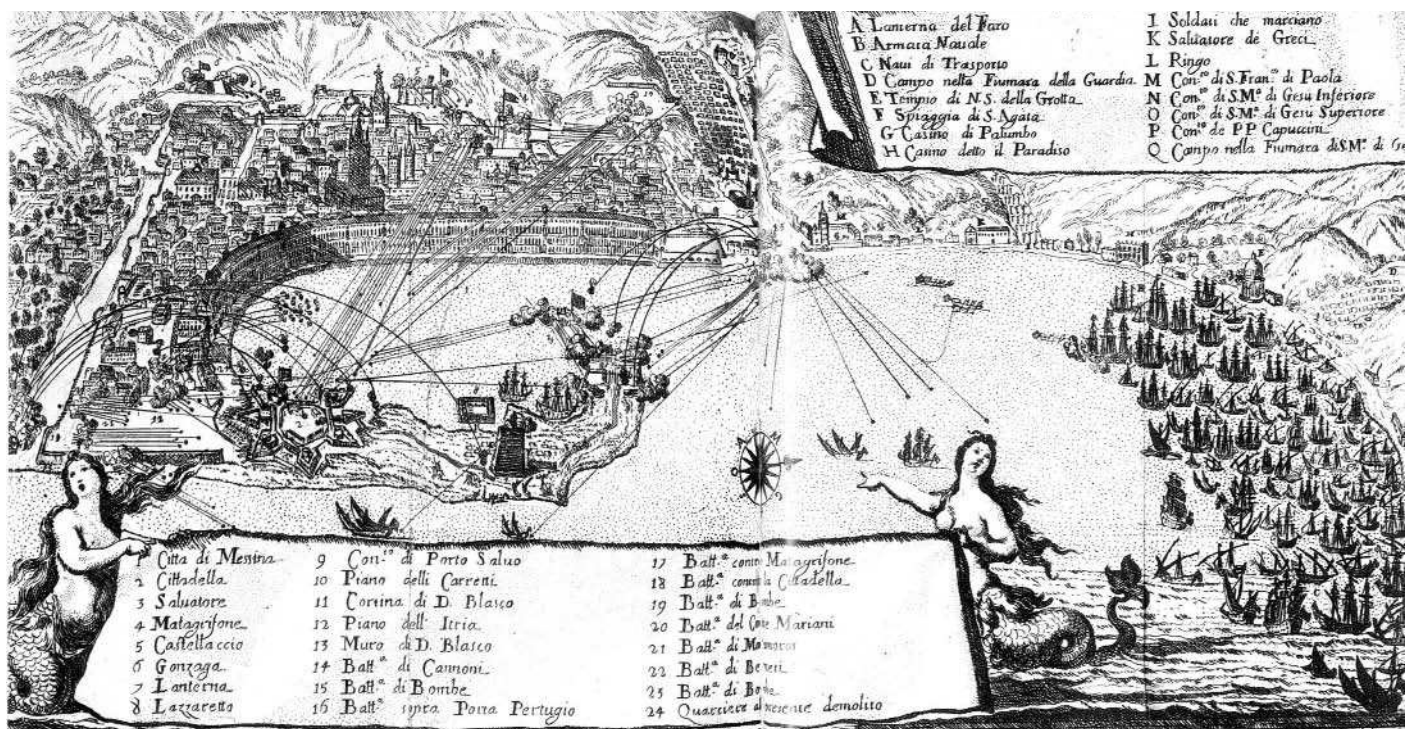 A Lanterna del Faro
B Armata Nauale
C Naui di Trasporto
D Campo nella Fiumara della Guardia
E Tempio di N.S. della Grotta
F Spiaggia di S. Agata
G Casino di Palumbo
H Casino detto il Paradiso
I Soldati che marciano
K Saluatore de Greci
L Ringo
M Con.to di S. Fran.co di Paola
N Con.to di S.M.a di Gesu Inferiore
O Con.to di S.M.a di Gesu Superiore
P Con.to de PP Capuccini
Q Campo nella Fiumara di S.M.a di
1 Citta di Messina
2 Cittadella
3 Saluatore
4 Matagrifone
5 Castellaccio
6 Gonzaga
7 Lanterna
8 Lazzaretto
9 Con.to di Porto Saluo
10 Piano delli Carreni
11 Cortina di D. Blasco
12 Piano dell' Itria
13 Muro di D. Blasco
14 Batt.a di Cannoni
15 Batt.a di Bombe
16 Batt.a sopra Porta Pertugio
17 Batt.a contro Matagrifone
18 Batt.a contro la Cittadella
19 Batt.a di Bombe
20 Batt.a del Mariani
21 Batt.a di
22 Batt.a di
23 Batt.a di
24 Quartiere al presente demolito